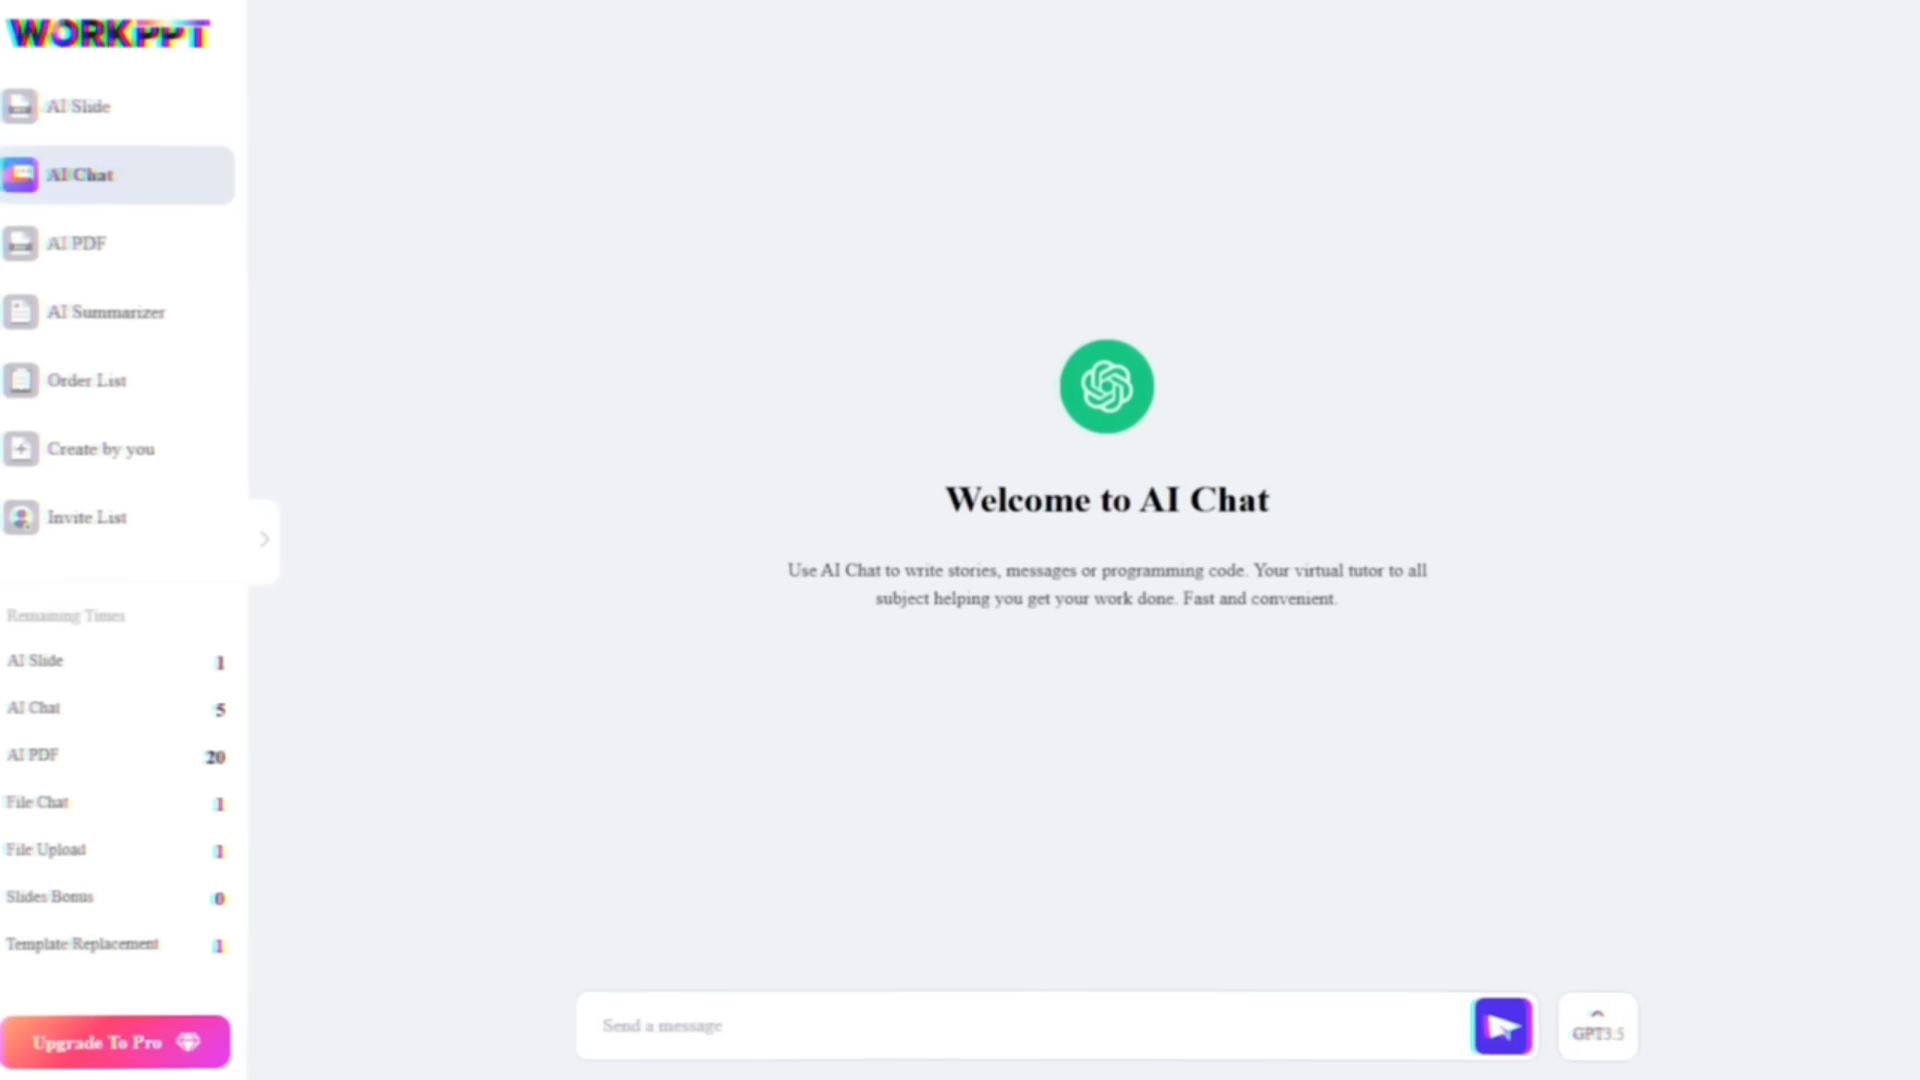 WORKPPT
AI Slide
AI Chat
AI PDF
AI Summarizer
Order List
Create by you
Invite List
Remaining Times
AI Slide 1
AI Chat 5
AI PDF 20
File Chat 1
File Upload 1
Slides Bonus 0
Template Replacement 1
Upgrade To Pro
Welcome to AI Chat
Use AI Chat to write stories, messages or programming code. Your virtual tutor to all
subject helping you get your work done. Fast and convenient.
Send a message
GPT3.5